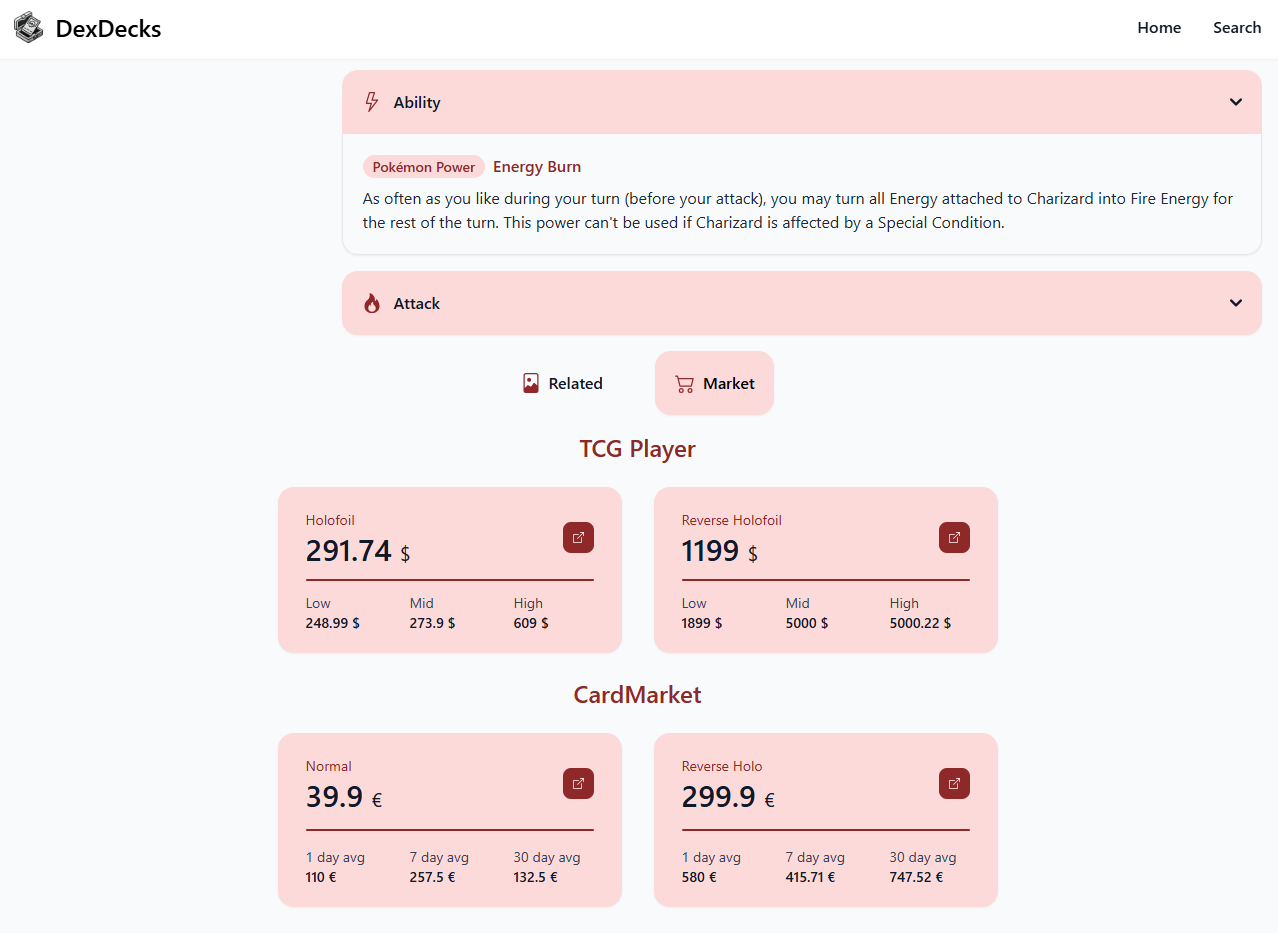 DexDecks
Home
Search
Ability
Pokémon Power Energy Burn
As often as you like during your turn (before your attack), you may turn all Energy attached to Charizard into Fire Energy for
the rest of the turn. This power can't be used if Charizard is affected by a Special Condition.
Attack
Related
Market
TCG Player
Holofoil
291.74 $
Low
Mid
High
248.99 $
273.9 $
609 $
Reverse Holofoil
1199 $
Low
Mid
High
1899 $
5000 $
5000.22 $
CardMarket
Normal
39.9 €
1 day avg
7 day avg
30 day avg
110 €
257.5 €
132.5 €
Reverse Holo
299.9 €
1 day avg
7 day avg
30 day avg
580 €
415.71 €
747.52 €